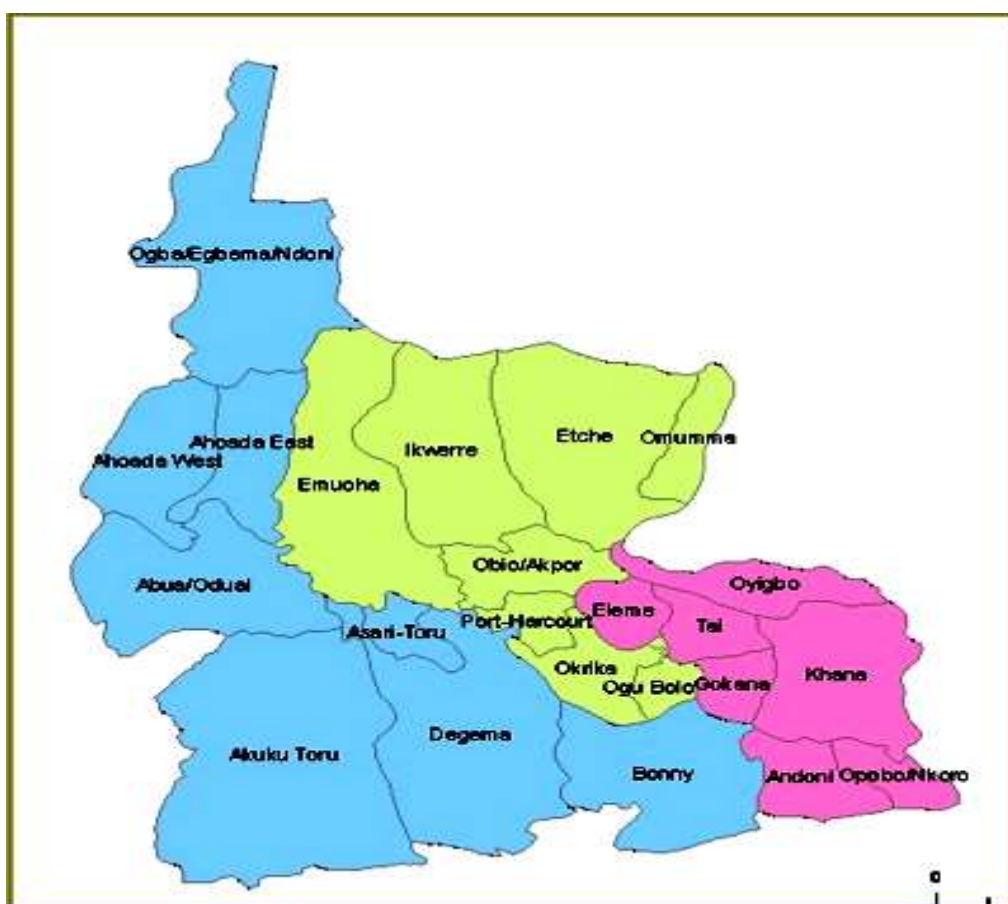 Ogba/Egbema/Ndoni
Ahoada East
Ahoada West
Emuoha
Ikwerre
Etche
Omumma
Abua/Odual
Obio/Akpor
Oyigbo
Eleme
Tai
Port-Harcourt
Asari-Toru
Okrika
Ogu Bolo
Gokana
Khana
Akuku Toru
Degema
Bonny
Andoni
Opobo/Nkoro
0